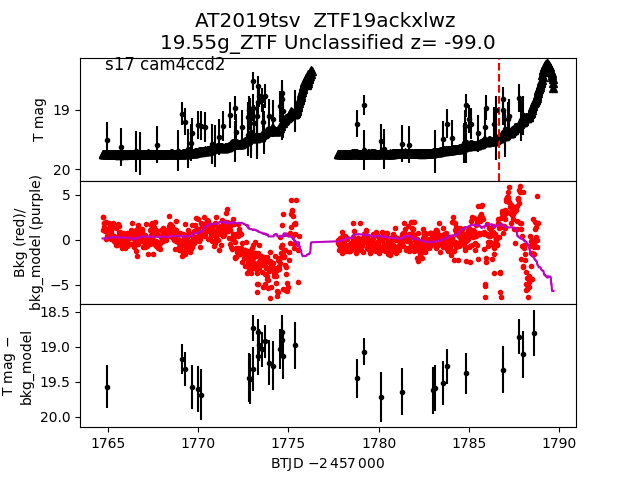 AT2019tsv  ZTF19ackxlwz
19.55g_ZTF Unclassified z= -99.0
s17 cam4ccd2
T mag
19
20
Bkg (red)/
bkg_model (purple)
5
0
−5
T mag −
bkg_model
18.5
19.0
19.5
20.0
1765 1770 1775 1780 1785 1790
BTJD −2 457 000